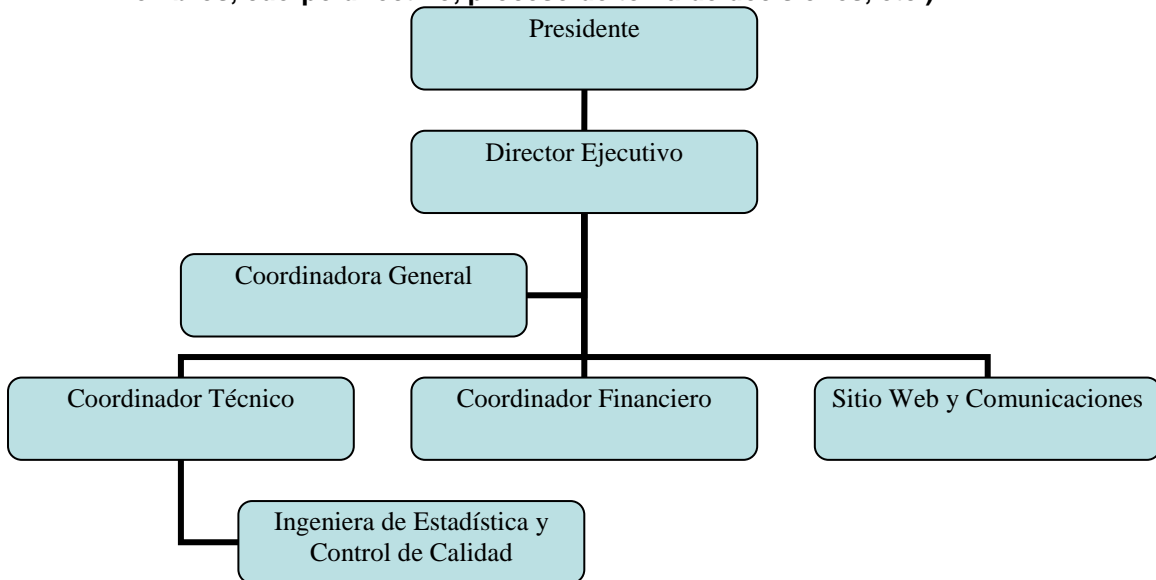 Presidente
Director Ejecutivo
Coordinadora General
Coordinador Técnico
Coordinador Financiero
Sitio Web y Comunicaciones
Ingeniera de Estadística y
Control de Calidad